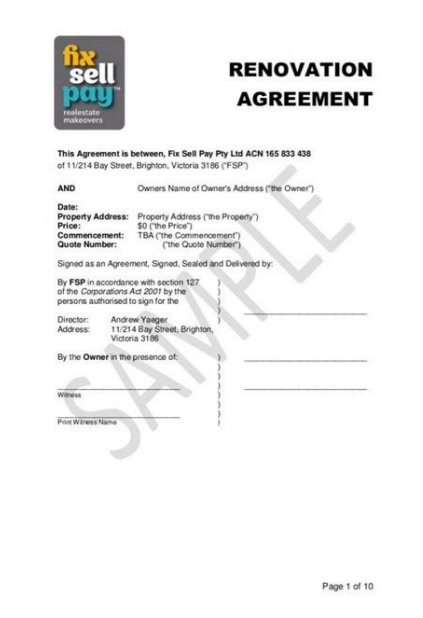 fix
sell
pay™
realestate
makeovers
RENOVATION
AGREEMENT
This Agreement is between, Fix Sell Pay Pty Ltd ACN 165 833 438
of 11/214 Bay Street, Brighton, Victoria 3186 ("FSP")
AND Owners Name of Owner's Address ("the Owner")
Date:
Property Address: Property Address ("the Property")
Price: $0 ("the Price")
Commencement: TBA ("the Commencement")
Quote Number: ("the Quote Number")
Signed as an Agreement, Signed, Sealed and Delivered by:
By FSP in accordance with section 127 )
of the Corporations Act 2001 by the )
persons authorised to sign for the )
Director: Andrew Yaeger )
Address: 11/214 Bay Street, Brighton,
Victoria 3186
By the Owner in the presence of: )
Witness
Print Witness Name )
SAMPLE
Page 1 of 10